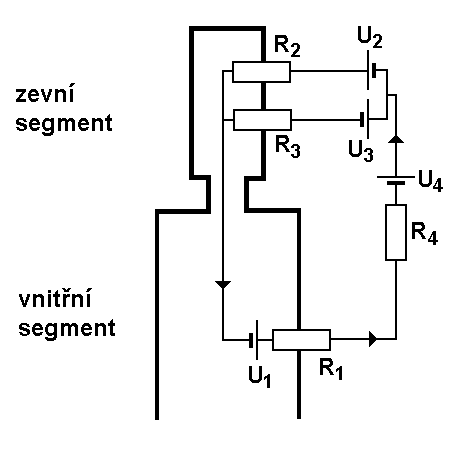 U2
R2
zevní
segment
R3
U3
U4
R4
vnitřní
segment
U1
R1